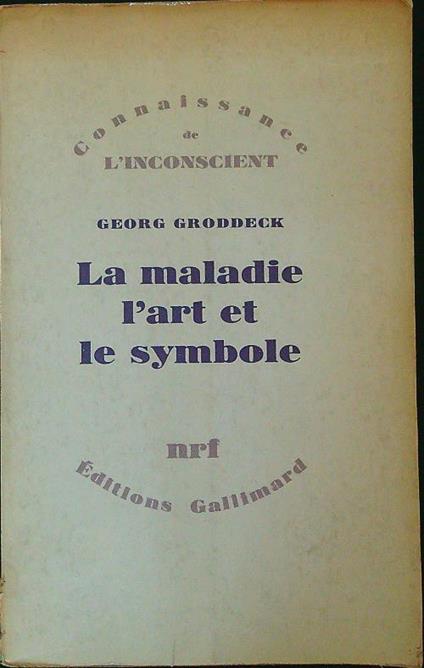 Connaissance
de
L'INCONSCIENT
GEORG GRODDECK
La maladie
l'art et
le symbole
nrf
Éditions Gallimard